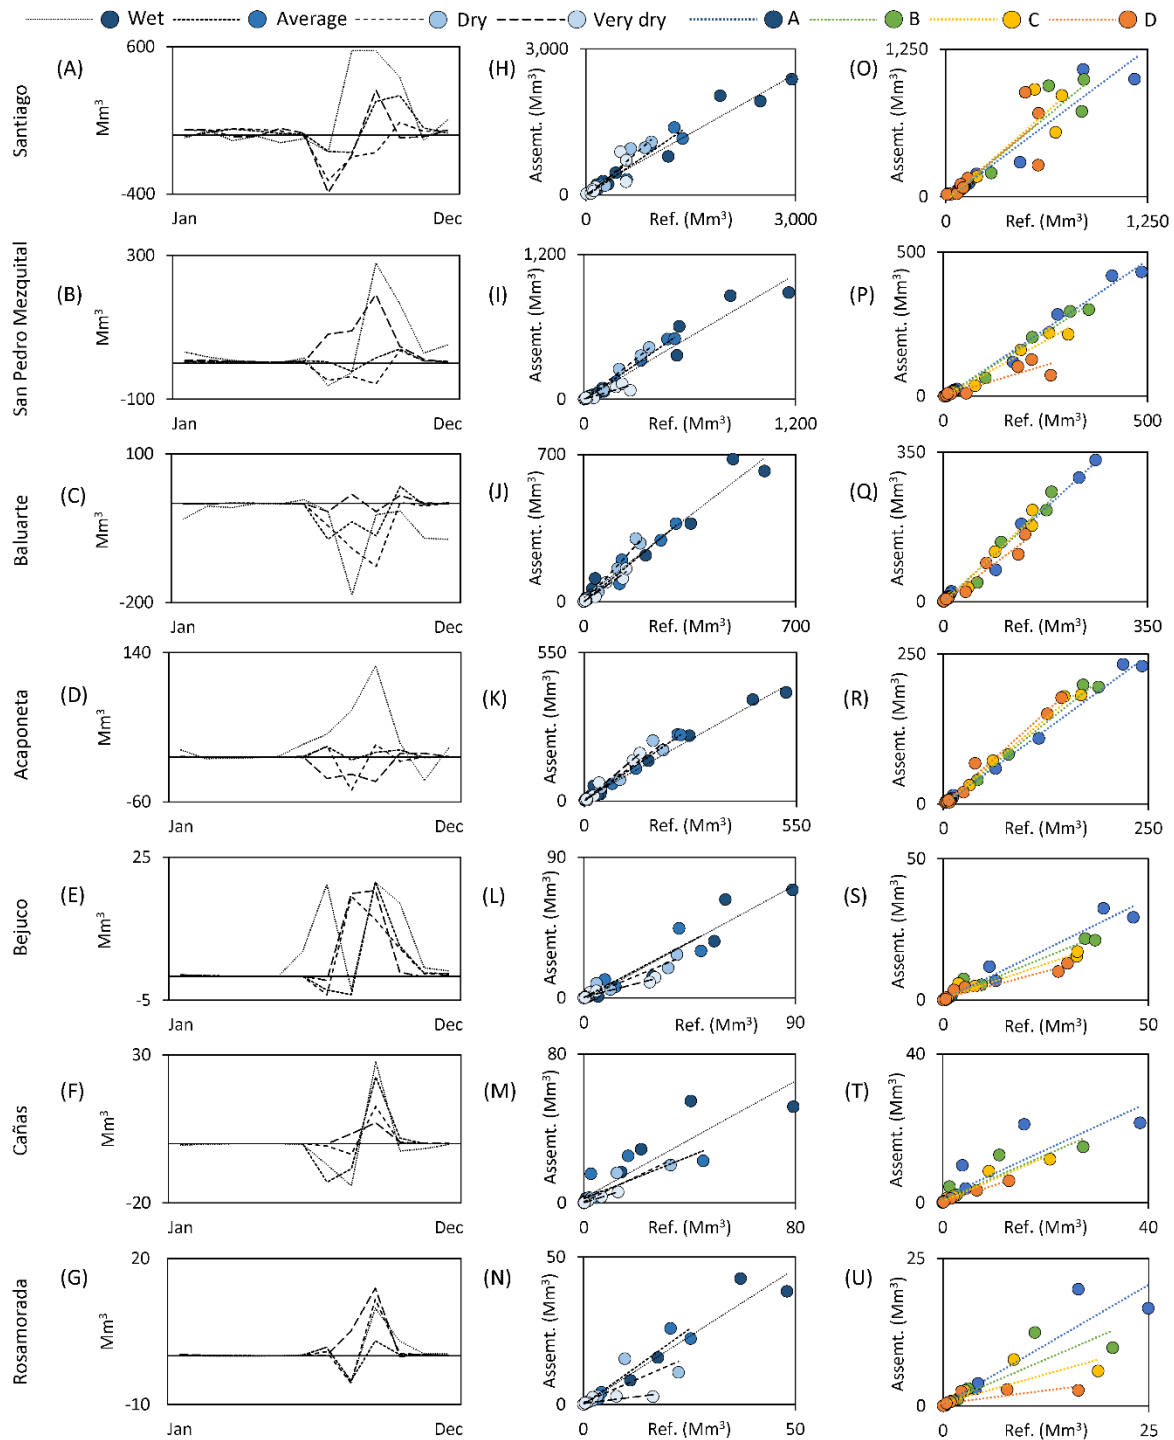 Wet Average Dry Very dry A B C D
Santiago
(A)
600
Mm³
-400
Jan Dec
(H)
3,000
Assemt. (Mm³)
0
0 Ref. (Mm³) 3,000
(O)
1,250
Assemt. (Mm³)
0
0 Ref. (Mm³) 1,250
San Pedro Mezquital
(B)
300
Mm³
-100
Jan Dec
(I)
1,200
Assemt. (Mm³)
0
0 Ref. (Mm³) 1,200
(P)
500
Assemt. (Mm³)
0
0 Ref. (Mm³) 500
Baluarte
(C)
100
Mm³
-200
Jan Dec
(J)
700
Assemt. (Mm³)
0
0 Ref. (Mm³) 700
(Q)
350
Assemt. (Mm³)
0
0 Ref. (Mm³) 350
Acaponeta
(D)
140
Mm³
-60
Jan Dec
(K)
550
Assemt. (Mm³)
0
0 Ref. (Mm³) 550
(R)
250
Assemt. (Mm³)
0
0 Ref. (Mm³) 250
Bejuco
(E)
25
Mm³
-5
Jan Dec
(L)
90
Assemt. (Mm³)
0
0 Ref. (Mm³) 90
(S)
50
Assemt. (Mm³)
0
0 Ref. (Mm³) 50
Cañas
(F)
30
Mm³
-20
Jan Dec
(M)
80
Assemt. (Mm³)
0
0 Ref. (Mm³) 80
(T)
40
Assemt. (Mm³)
0
0 Ref. (Mm³) 40
Rosamorada
(G)
20
Mm³
-10
Jan Dec
(N)
50
Assemt. (Mm³)
0
0 Ref. (Mm³) 50
(U)
25
Assemt. (Mm³)
0
0 Ref. (Mm³) 25